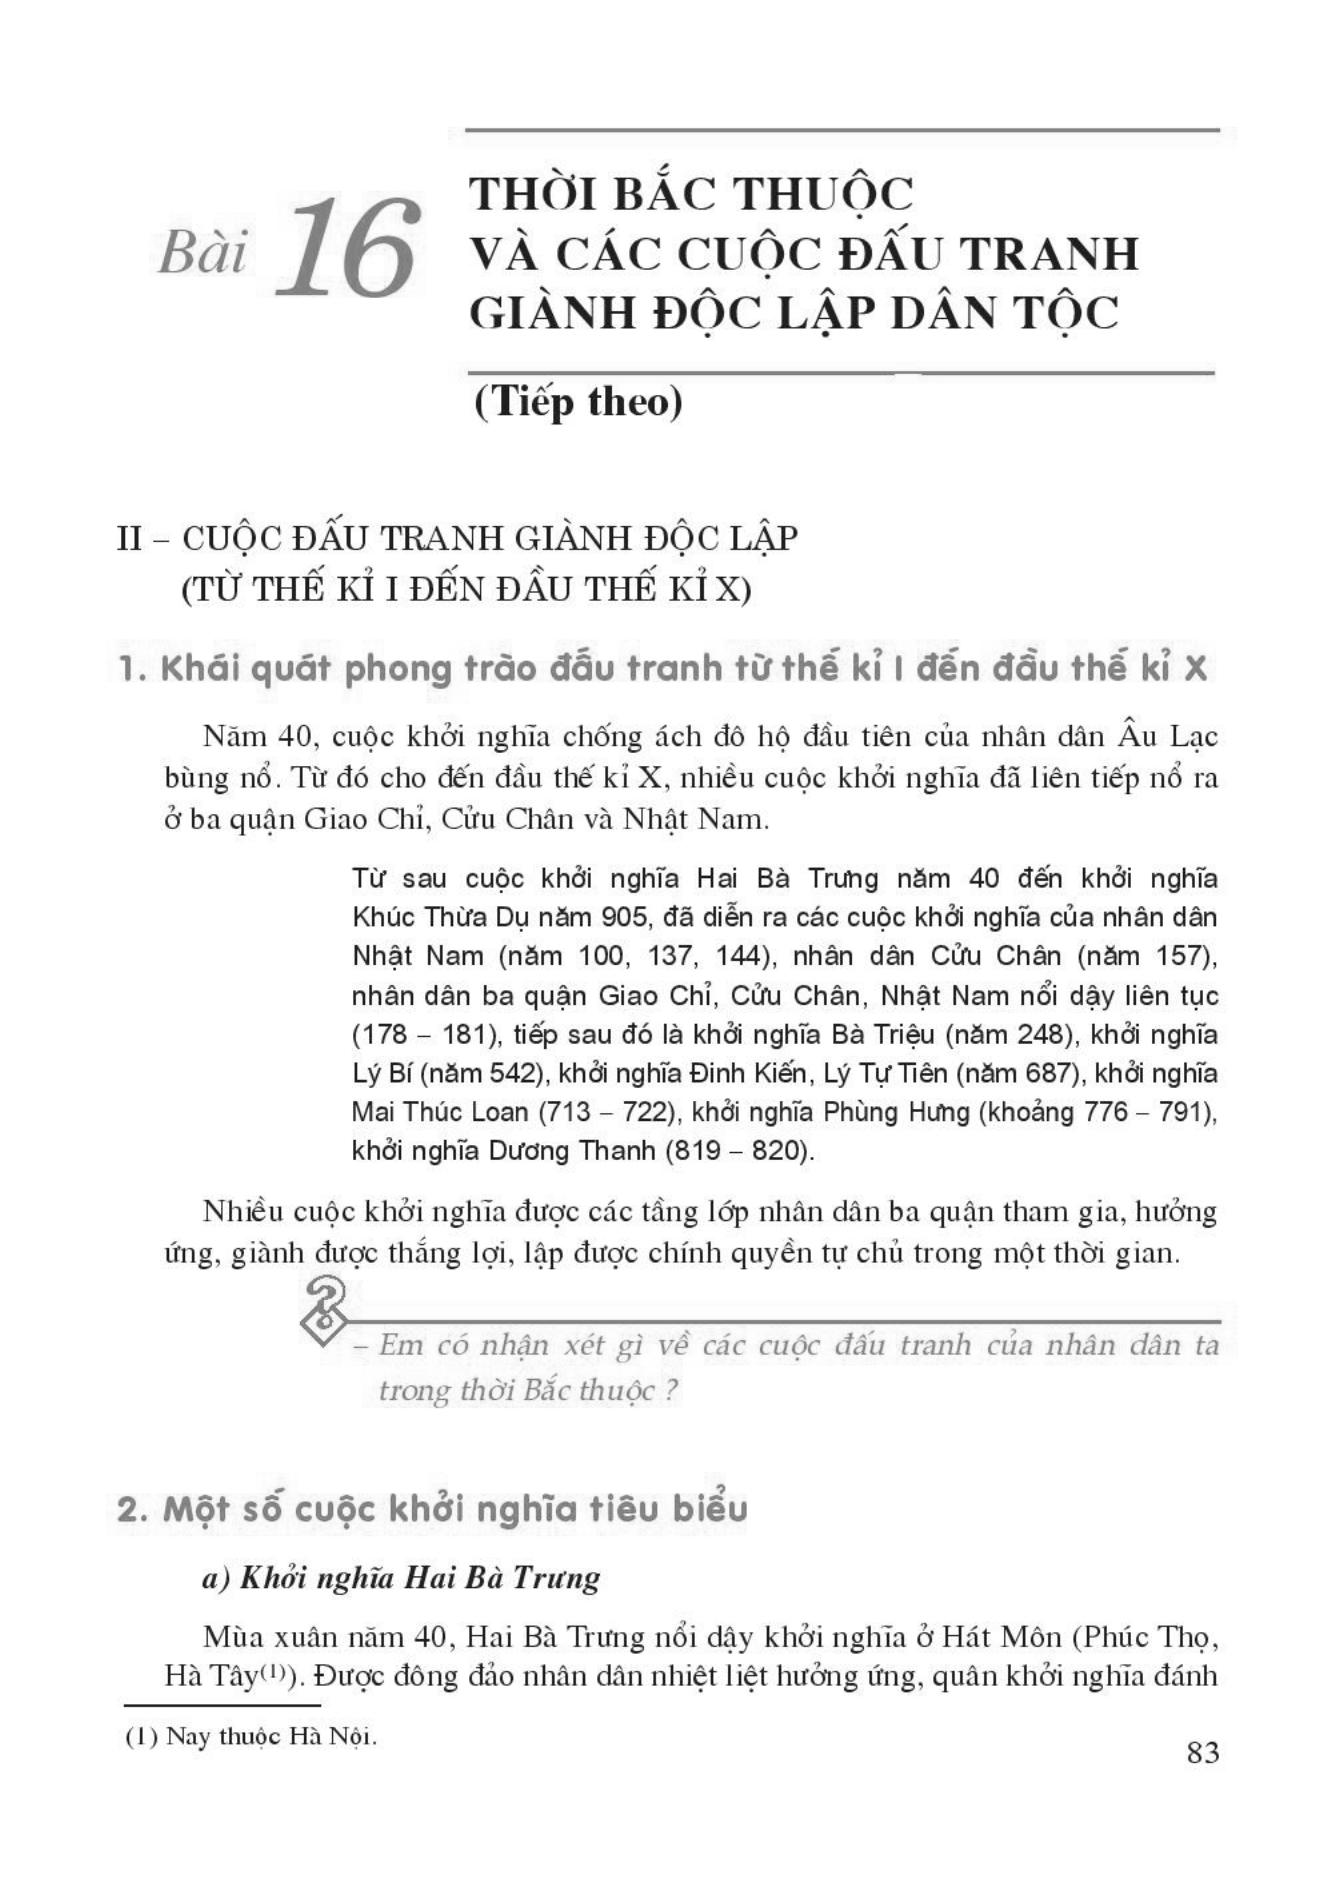 Bài 16
THỜI BẮC THUỘC
VÀ CÁC CUỘC ĐẤU TRANH
GIÀNH ĐỘC LẬP DÂN TỘC
(Tiếp theo)
II – CUỘC ĐẤU TRANH GIÀNH ĐỘC LẬP
(TỪ THẾ KỈ I ĐẾN ĐẦU THẾ KỈ X)
1. Khái quát phong trào đấu tranh từ thế kỉ I đến đầu thế kỉ X
Năm 40, cuộc khởi nghĩa chống ách đô hộ đầu tiên của nhân dân Âu Lạc
bùng nổ. Từ đó cho đến đầu thế kỉ X, nhiều cuộc khởi nghĩa đã liên tiếp nổ ra
ở ba quận Giao Chỉ, Cửu Chân và Nhật Nam.
Từ sau cuộc khởi nghĩa Hai Bà Trưng năm 40 đến khởi nghĩa
Khúc Thừa Dụ năm 905, đã diễn ra các cuộc khởi nghĩa của nhân dân
Nhật Nam (năm 100, 137, 144), nhân dân Cửu Chân (năm 157),
nhân dân ba quận Giao Chỉ, Cửu Chân, Nhật Nam nổi dậy liên tục
(178 – 181), tiếp sau đó là khởi nghĩa Bà Triệu (năm 248), khởi nghĩa
Lý Bí (năm 542), khởi nghĩa Đinh Kiến, Lý Tự Tiên (năm 687), khởi nghĩa
Mai Thúc Loan (713 – 722), khởi nghĩa Phùng Hưng (khoảng 776 – 791),
khởi nghĩa Dương Thanh (819 – 820).
Nhiều cuộc khởi nghĩa được các tầng lớp nhân dân ba quận tham gia, hưởng
ứng, giành được thắng lợi, lập được chính quyền tự chủ trong một thời gian.
?
– Em có nhận xét gì về các cuộc đấu tranh của nhân dân ta
trong thời Bắc thuộc ?
2. Một số cuộc khởi nghĩa tiêu biểu
a) Khởi nghĩa Hai Bà Trưng
Mùa xuân năm 40, Hai Bà Trưng nổi dậy khởi nghĩa ở Hát Môn (Phúc Thọ,
Hà Tây(1)). Được đông đảo nhân dân nhiệt liệt hưởng ứng, quân khởi nghĩa đánh
(1) Nay thuộc Hà Nội.
83